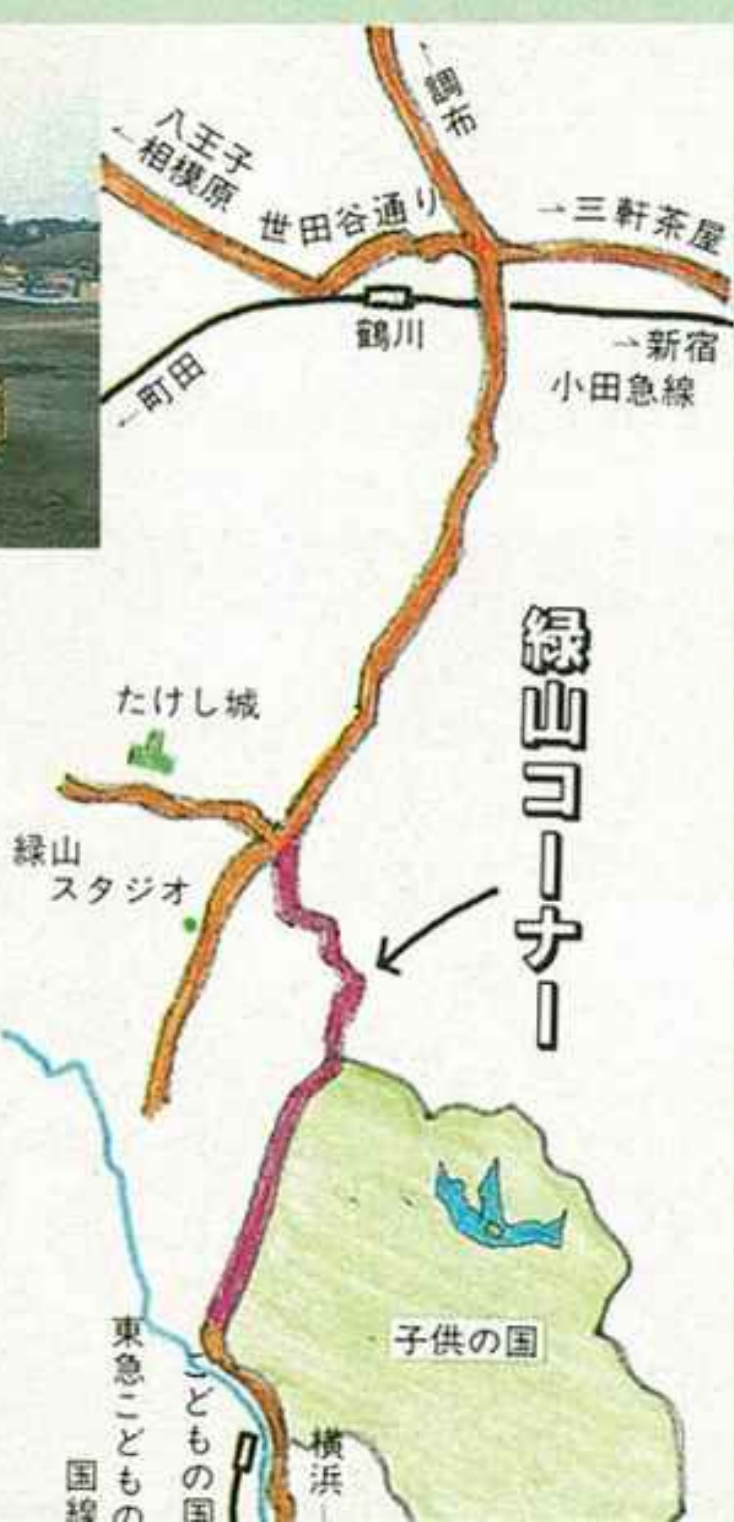 ←調布
八王子
←相模原
世田谷通り
→三軒茶屋
鶴川
→新宿
小田急線
←町田
緑山コーナー
たけし城
緑山
スタジオ
子供の国
東急こどもの
国線
こどもの国
横浜